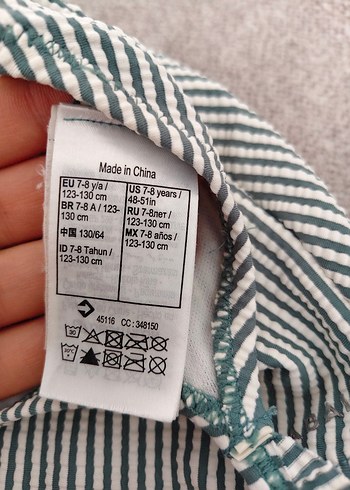 Made in China
EU 7-8 y/a /
123-130 cm
BR 7-8 A / 123-
130 cm
中国 130/64
ID 7-8 Tahun /
123-130 cm
US 7-8 years /
48-51in
RU 7-8лет /
123-130 cm
MX 7-8 años /
123-130 cm
45116 CC: 348150
30